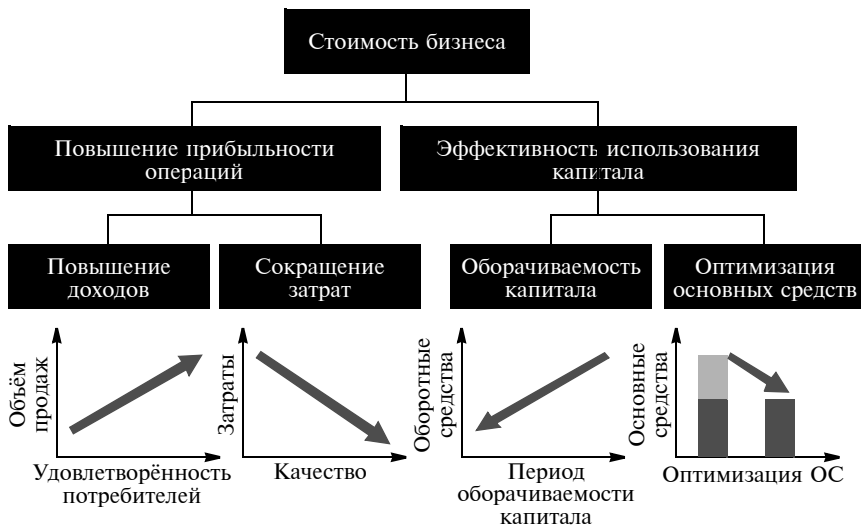 Стоимость бизнеса
Повышение прибыльности
операций
Эффективность использования
капитала
Повышение
доходов
Сокращение
затрат
Оборачиваемость
капитала
Оптимизация
основных средств
Объём
продаж
Удовлетворённость
потребителей
Затраты
Качество
Оборотные
средства
Период
оборачиваемости
капитала
Основные
средства
Оптимизация ОС